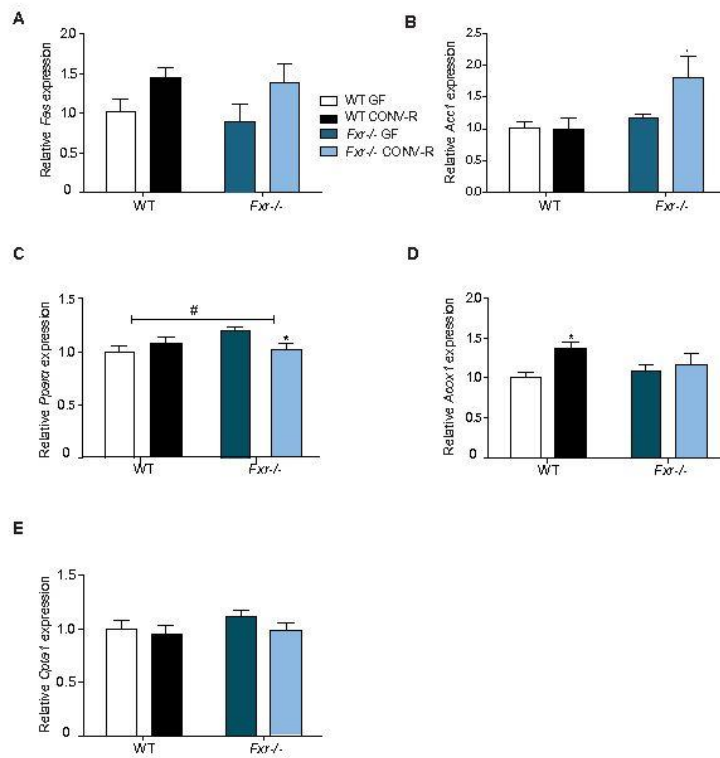 A
Relative Fas expression
2.0
1.5
1.0
0.5
0
WT
Fxr-/-
WT GF
WT CONV-R
Fxr-/- GF
Fxr-/- CONV-R
B
Relative Acc1 expression
2.5
2.0
1.5
1.0
0.5
0.0
WT
Fxr-/-
C
Relative Pparα expression
1.5
1.0
0.5
0
#
*
WT
Fxr-/-
D
Relative Acox1 expression
2.0
1.5
1.0
0.5
0
*
WT
Fxr-/-
E
Relative Cpta1 expression
1.5
1.0
0.5
0
WT
Fxr-/-